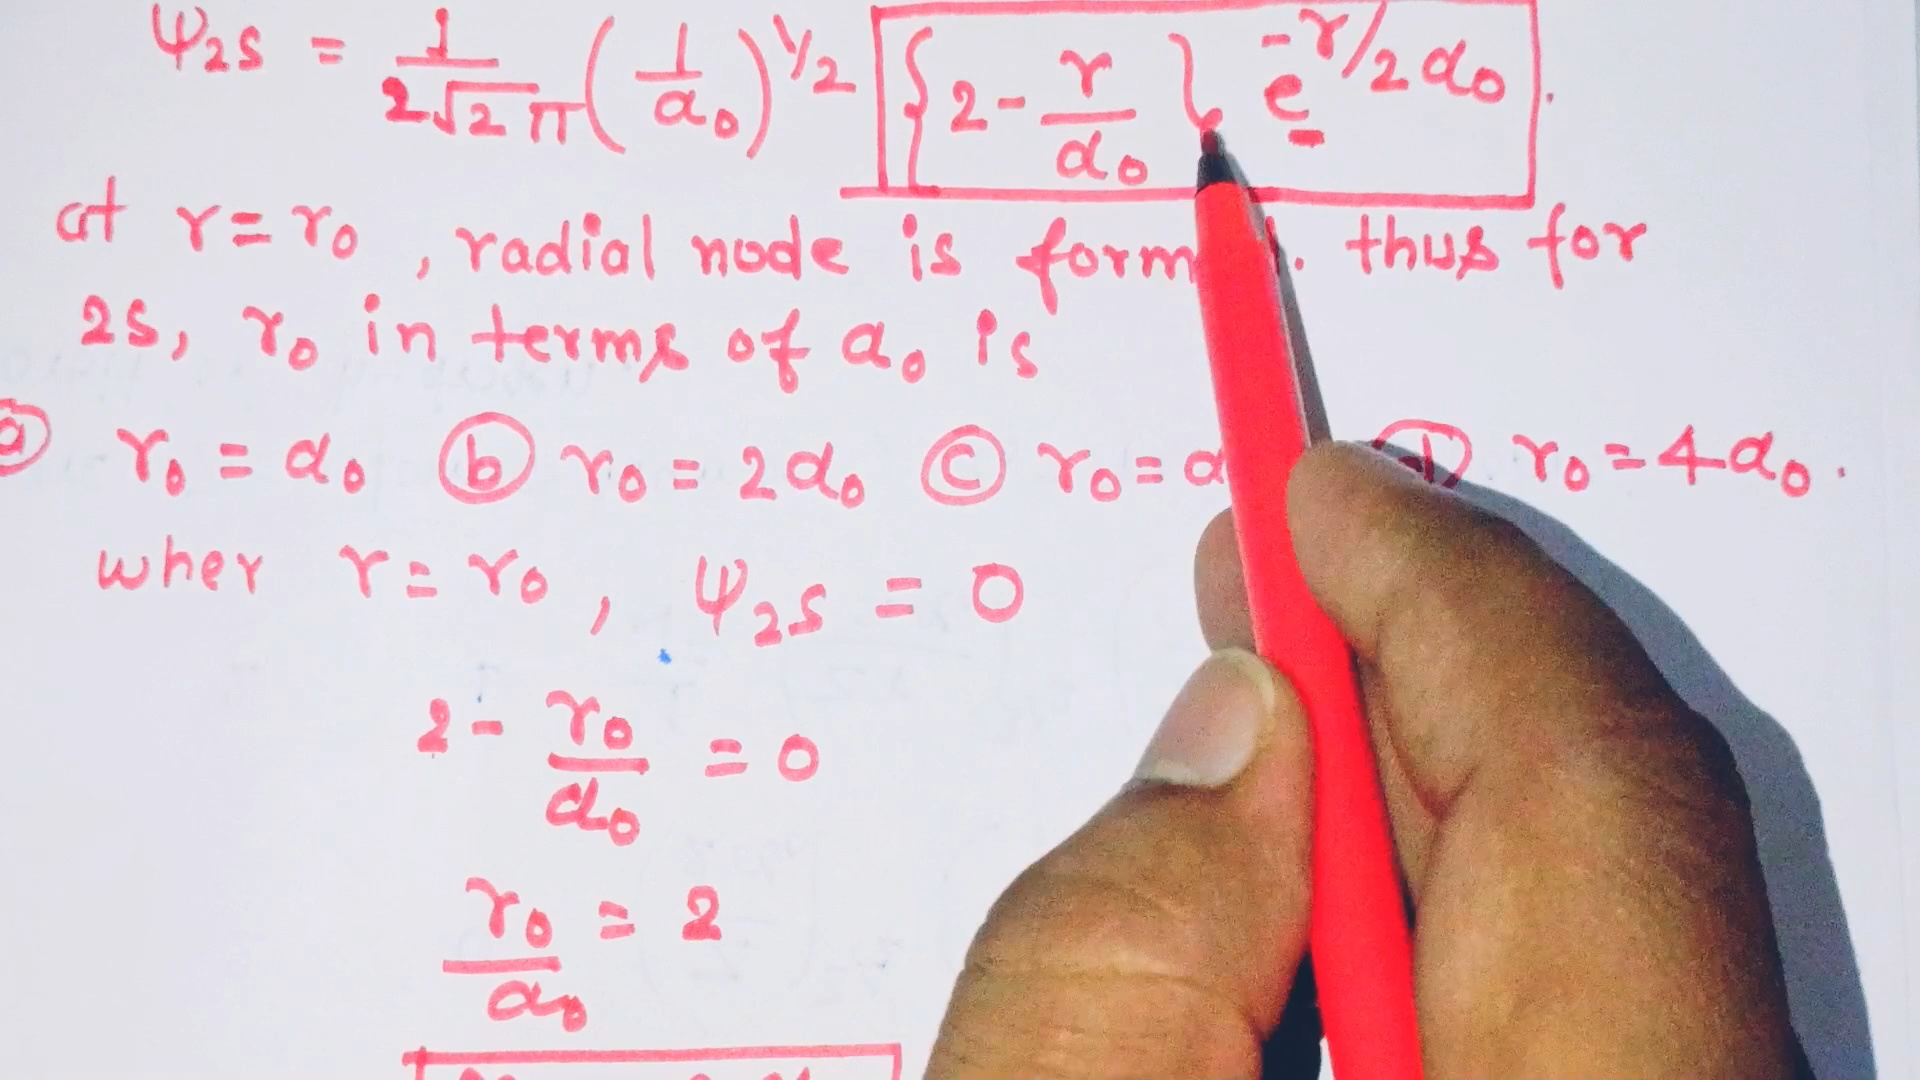 Ψ2s = 1/2√2π (1/a0)^1/2 {2 - r/a0} e^-r/2a0.
at r = r0, radial node is form. thus for
2s, r0 in terms of a0 is
ⓐ r0 = a0 ⓑ r0 = 2a0 ⓒ r0 = a ⓓ r0 = 4a0.
wher r = r0, Ψ2s = 0
2 - r0/a0 = 0
r0/a0 = 2